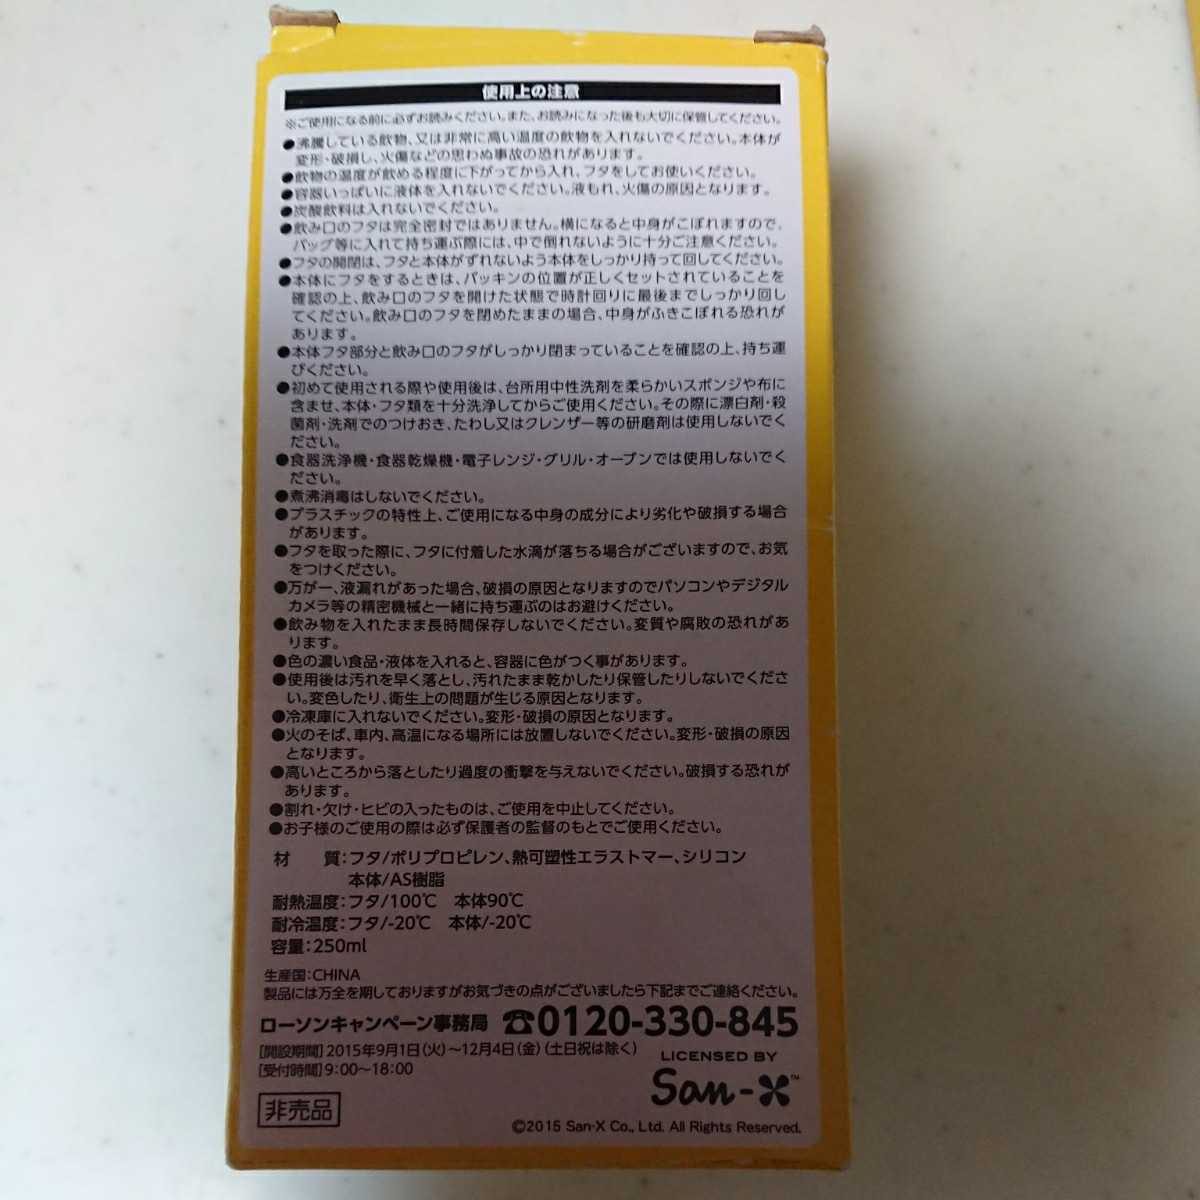 使用上の注意
※ご使用になる前に必ずお読みください。また、お読みになった後も大切に保管してください。
●沸騰している飲物、又は非常に高い温度の飲物を入れないでください。本体が
変形・破損し、火傷などの思わぬ事故の恐れがあります。
●飲物の温度が飲める程度に下がってから入れ、フタをしてお使いください。
●容器いっぱいに液体を入れないでください。液もれ、火傷の原因となります。
●炭酸飲料は入れないでください。
●飲み口のフタは完全密封ではありません。横になると中身がこぼれますので、
バッグ等に入れて持ち運ぶ際には、中で倒れないように十分ご注意ください。
●フタの開閉は、フタと本体がずれないよう本体をしっかり持って回してください。
●本体にフタをするときは、パッキンの位置が正しくセットされていることを
確認の上、飲み口のフタを開けた状態で時計回りに最後までしっかり回し
てください。飲み口のフタを閉めたままの場合、中身がふきこぼれる恐れが
あります。
●本体フタ部分と飲み口のフタがしっかり閉まっていることを確認の上、持ち運
びください。
●初めて使用される際や使用後は、台所用中性洗剤を柔らかいスポンジや布に
含ませ、本体・フタ類を十分洗浄してからご使用ください。その際に漂白剤・殺
菌剤・洗剤でのつけおき、たわし又はクレンザー等の研磨剤は使用しないでく
ださい。
●食器洗浄機・食器乾燥機・電子レンジ・グリル・オーブンでは使用しないでく
ださい。
●煮沸消毒はしないでください。
●プラスチックの特性上、ご使用になる中身の成分により劣化や破損する場合
があります。
●フタを取った際に、フタに付着した水滴が落ちる場合がございますので、お気
をつけください。
●万が一、液漏れがあった場合、破損の原因となりますのでパソコンやデジタル
カメラ等の精密機械と一緒に持ち運ぶのはお避けください。
●飲み物を入れたまま長時間保存しないでください。変質や腐敗の恐れがあ
ります。
●色の濃い食品・液体を入れると、容器に色がつく事があります。
●使用後は汚れを早く落とし、汚れたまま乾かしたり保管したりしないでくださ
い。変色したり、衛生上の問題が生じる原因となります。
●冷凍庫に入れないでください。変形・破損の原因となります。
●火のそば、車内、高温になる場所には放置しないでください。変形・破損の原因
となります。
●高いところから落としたり過度の衝撃を与えないでください。破損する恐れが
あります。
●割れ・欠け・ヒビの入ったものは、ご使用を中止してください。
●お子様のご使用の際は必ず保護者の監督のもとでご使用ください。
材　質：フタ/ポリプロピレン、熱可塑性エラストマー、シリコン
本体/AS樹脂
耐熱温度：フタ/100℃　本体90℃
耐冷温度：フタ/-20℃　本体/-20℃
容量：250ml
生産国：CHINA
製品には万全を期しておりますがお気づきの点がございましたら下記までご連絡ください。
ローソンキャンペーン事務局 ☎0120-330-845
[開設期間]2015年9月1日(火)～12月4日(金)(土日祝は除く)
[受付時間]9:00～18:00
LICENSED BY
San-X™
非売品
©2015 San-X Co., Ltd. All Rights Reserved.